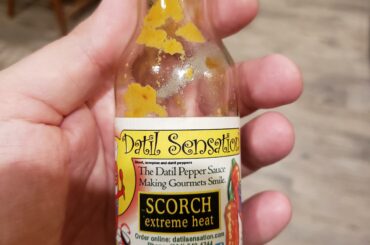 Datil Sensation
The Datil Pepper Sauce
Making Gourmets Smile
SCORCH
extreme heat
Order online: datilsensation.com